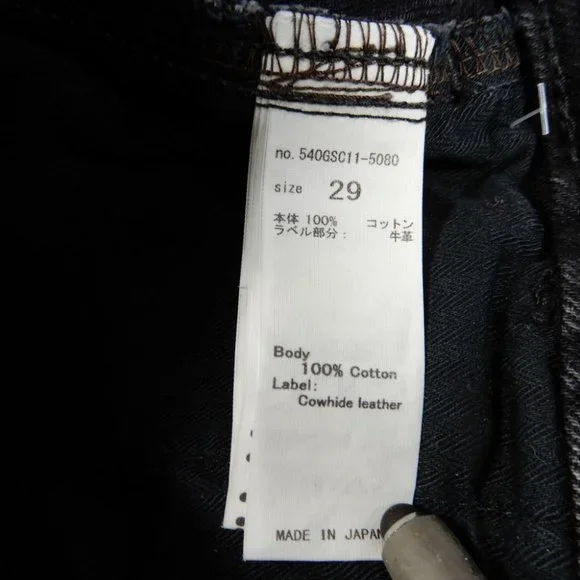 no. 540GSC11-5080
size 29
本体 100% コットン
ラベル部分: 牛革
Body
100% Cotton
Label:
Cowhide leather
MADE IN JAPAN